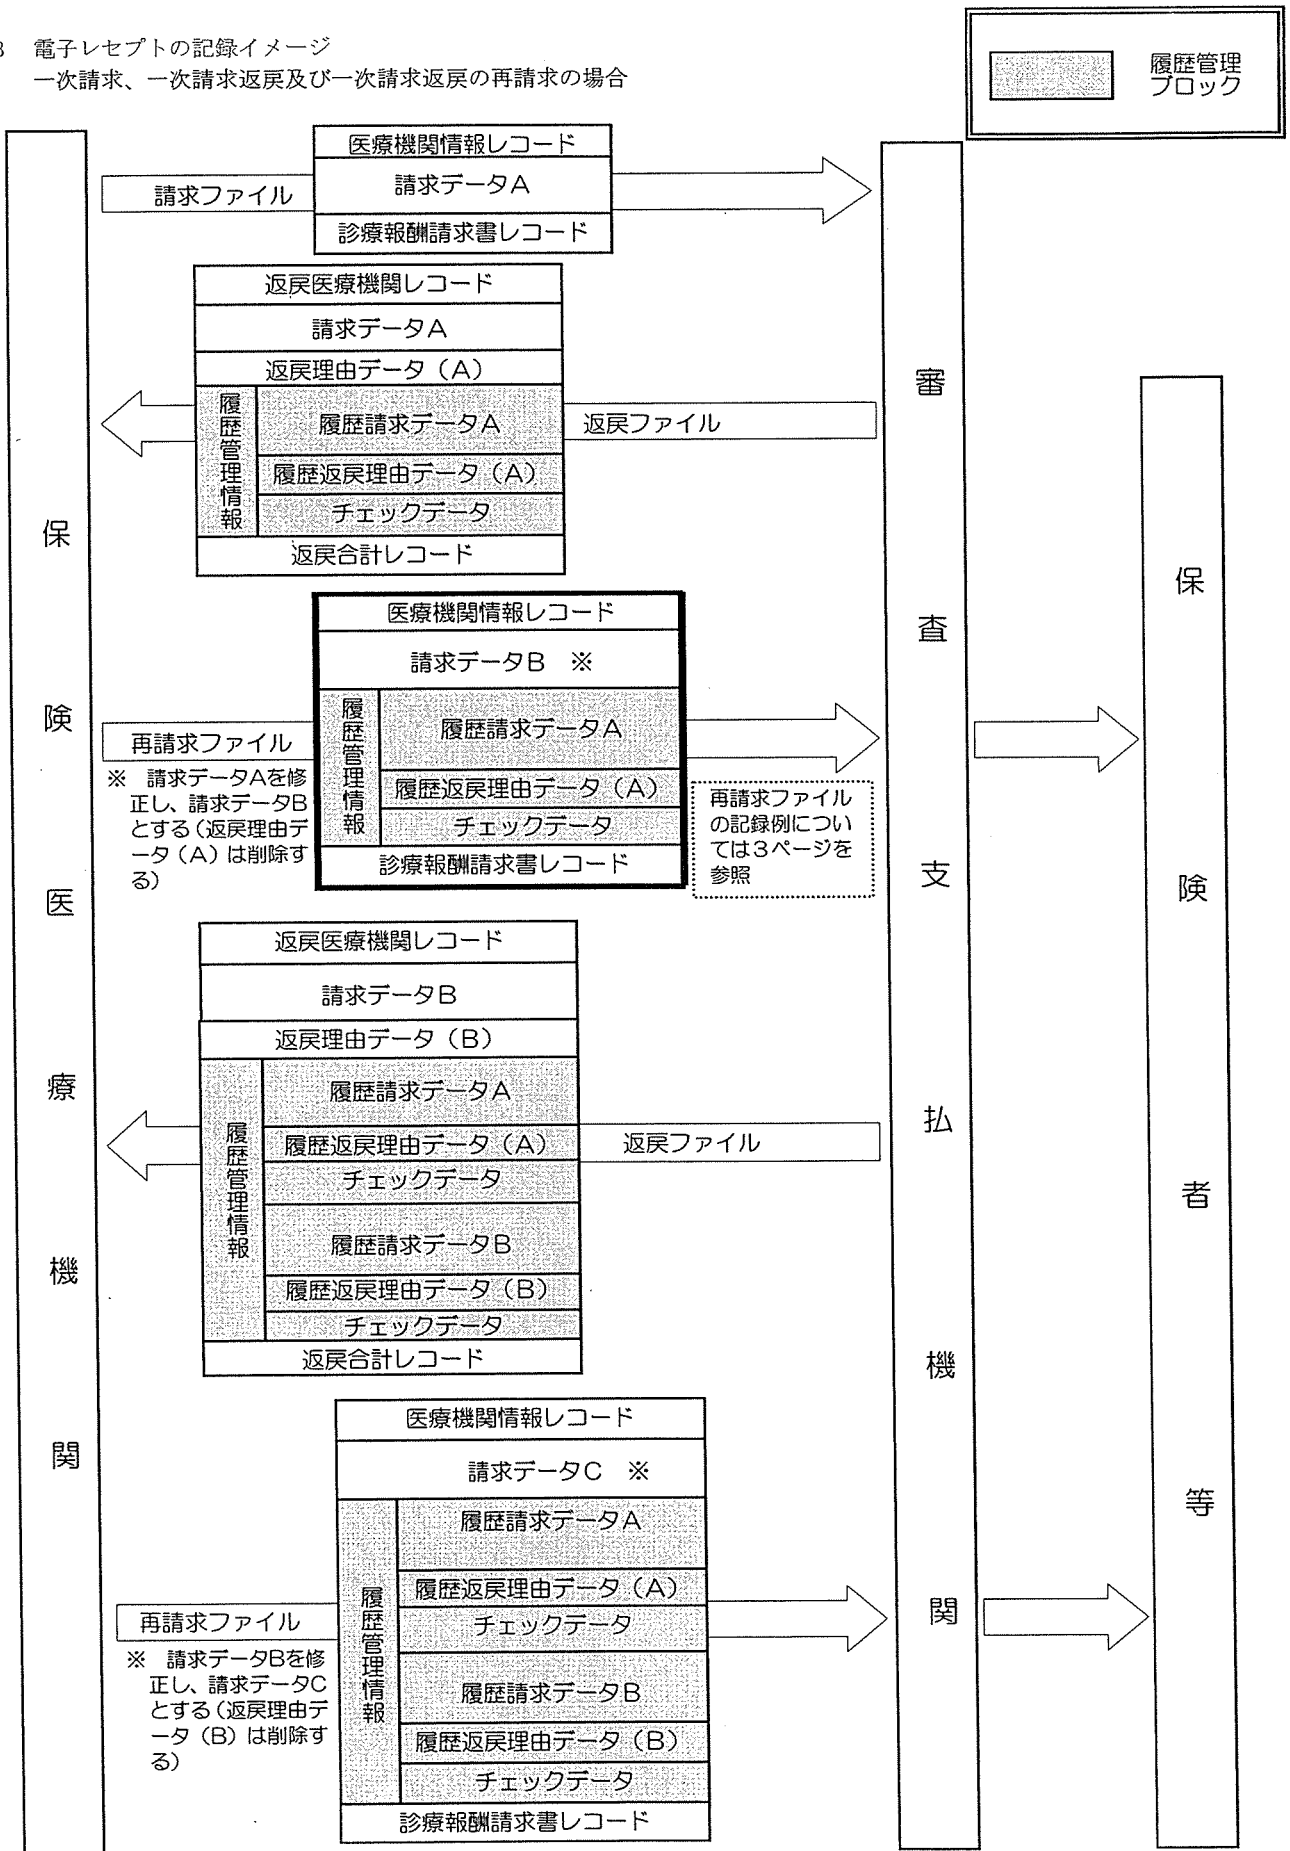 3 電子レセプトの記録イメージ
一次請求、一次請求返戻及び一次請求返戻の再請求の場合
履歴管理
ブロック
医療機関情報レコード
請求ファイル
請求データA
診療報酬請求書レコード
返戻医療機関レコード
請求データA
返戻理由データ(A)
履歴管理情報
履歴請求データA
返戻ファイル
履歴返戻理由データ(A)
チェックデータ
返戻合計レコード
医療機関情報レコード
請求データB ※
履歴管理情報
履歴請求データA
再請求ファイル
※ 請求データAを修
正し、請求データB
とする(返戻理由デ
ータ(A)は削除す
る)
履歴返戻理由データ(A)
チェックデータ
診療報酬請求書レコード
再請求ファイル
の記録例につい
ては3ページを
参照
返戻医療機関レコード
請求データB
返戻理由データ(B)
履歴管理情報
履歴請求データA
履歴返戻理由データ(A)
返戻ファイル
チェックデータ
履歴請求データB
履歴返戻理由データ(B)
チェックデータ
返戻合計レコード
医療機関情報レコード
請求データC ※
履歴管理情報
履歴請求データA
履歴返戻理由データ(A)
チェックデータ
再請求ファイル
※ 請求データBを修
正し、請求データC
とする(返戻理由デ
ータ(B)は削除す
る)
履歴請求データB
履歴返戻理由データ(B)
チェックデータ
診療報酬請求書レコード
保険医療機関
審査支払機関
保険者等